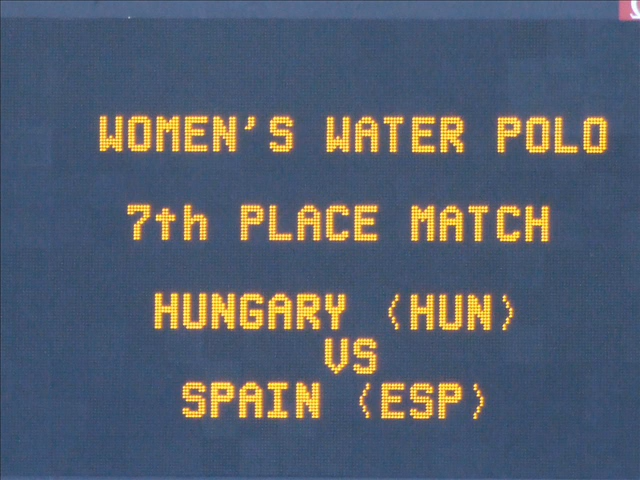 WOMEN'S WATER POLO
7th PLACE MATCH
HUNGARY (HUN)
VS
SPAIN (ESP)